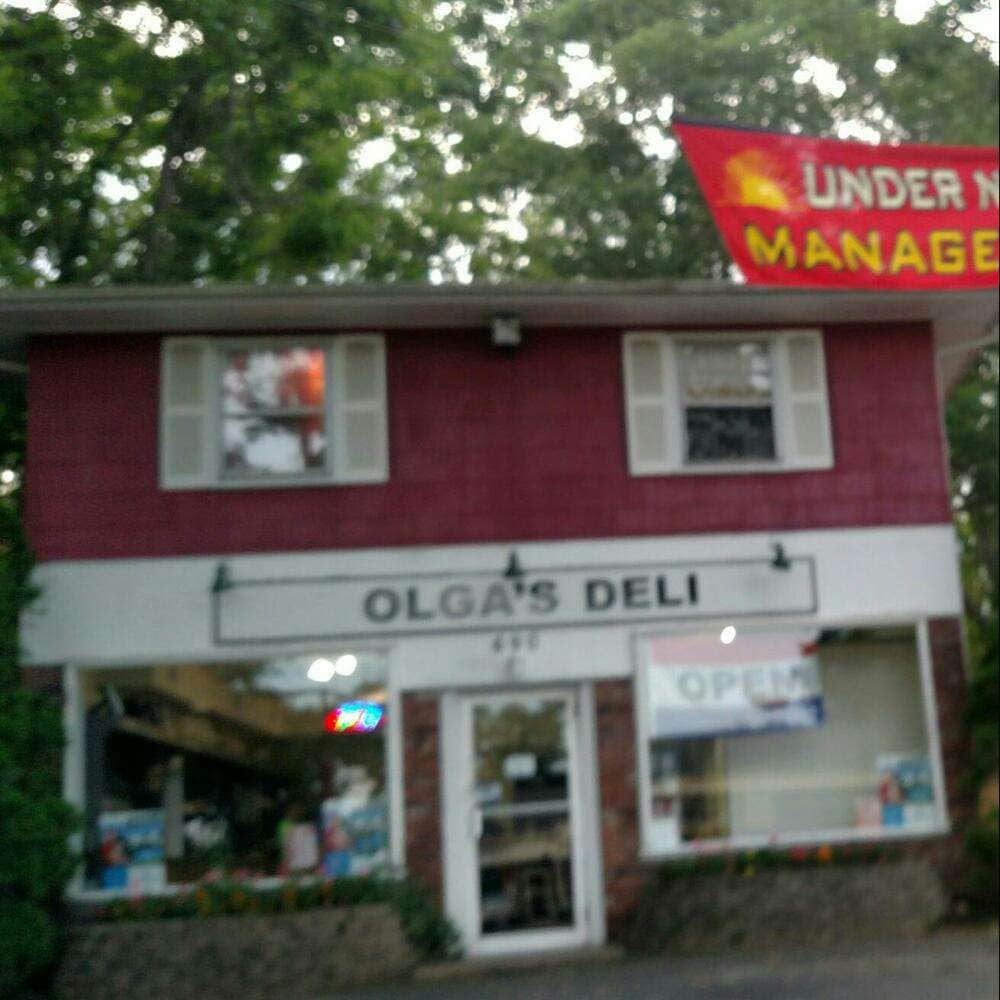 UNDER N
MANAGE
OLGA'S DELI
OPEN